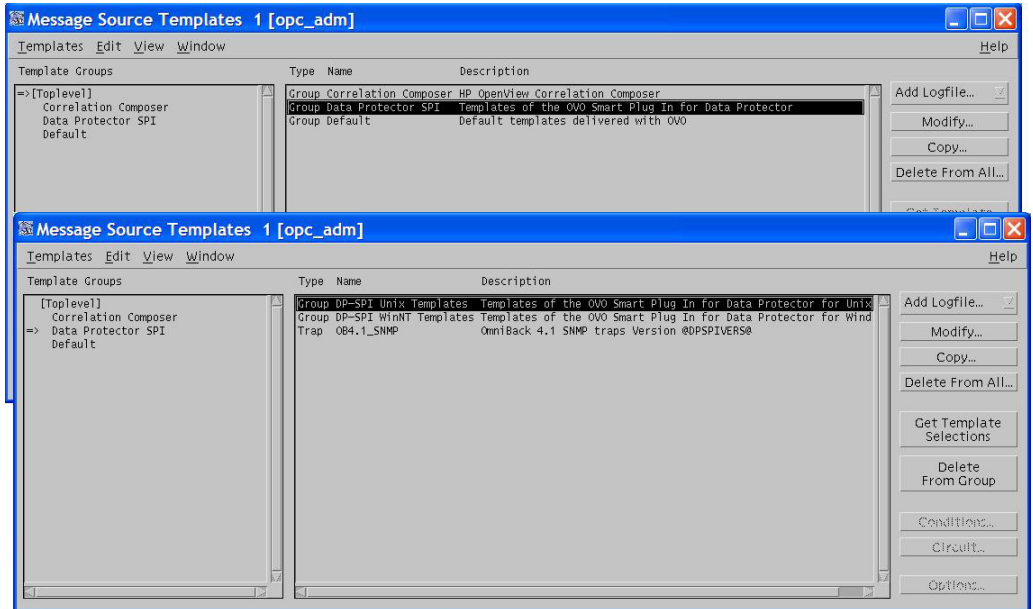 Message Source Templates 1 [opc_adm]
Templates Edit View Window Help
Template Groups Type Name Description
=>[Toplevel]
Correlation Composer
Data Protector SPI
Default
Group Correlation Composer HP OpenView Correlation Composer
Group Data Protector SPI Templates of the OVO Smart Plug In for Data Protector
Group Default Default templates delivered with OVO
Add Logfile...
Modify...
Copy...
Delete From All...
Get Template
Message Source Templates 1 [opc_adm]
Templates Edit View Window Help
Template Groups Type Name Description
[Toplevel]
Correlation Composer
=> Data Protector SPI
Default
Group DP-SPI Unix Templates Templates of the OVO Smart Plug In for Data Protector for Unix
Group DP-SPI WinNT Templates Templates of the OVO Smart Plug In for Data Protector for Wind
Trap OB4.1_SNMP OmniBack 4.1 SNMP traps Version @DPSPIVERS@
Add Logfile...
Modify...
Copy...
Delete From All...
Get Template
Selections
Delete
From Group
Conditions...
Circuit...
Options...